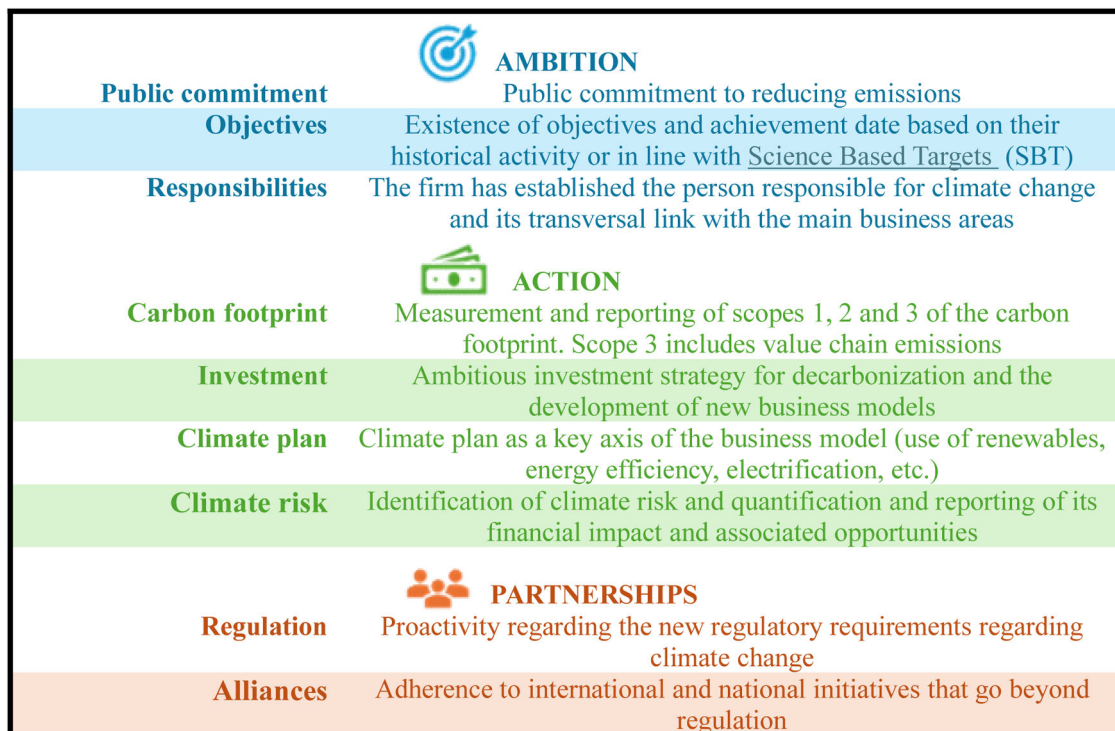 AMBITION
Public commitment Public commitment to reducing emissions
Objectives Existence of objectives and achievement date based on their
historical activity or in line with Science Based Targets (SBT)
Responsibilities The firm has established the person responsible for climate change
and its transversal link with the main business areas
ACTION
Carbon footprint Measurement and reporting of scopes 1, 2 and 3 of the carbon
footprint. Scope 3 includes value chain emissions
Investment Ambitious investment strategy for decarbonization and the
development of new business models
Climate plan Climate plan as a key axis of the business model (use of renewables,
energy efficiency, electrification, etc.)
Climate risk Identification of climate risk and quantification and reporting of its
financial impact and associated opportunities
PARTNERSHIPS
Regulation Proactivity regarding the new regulatory requirements regarding
climate change
Alliances Adherence to international and national initiatives that go beyond
regulation